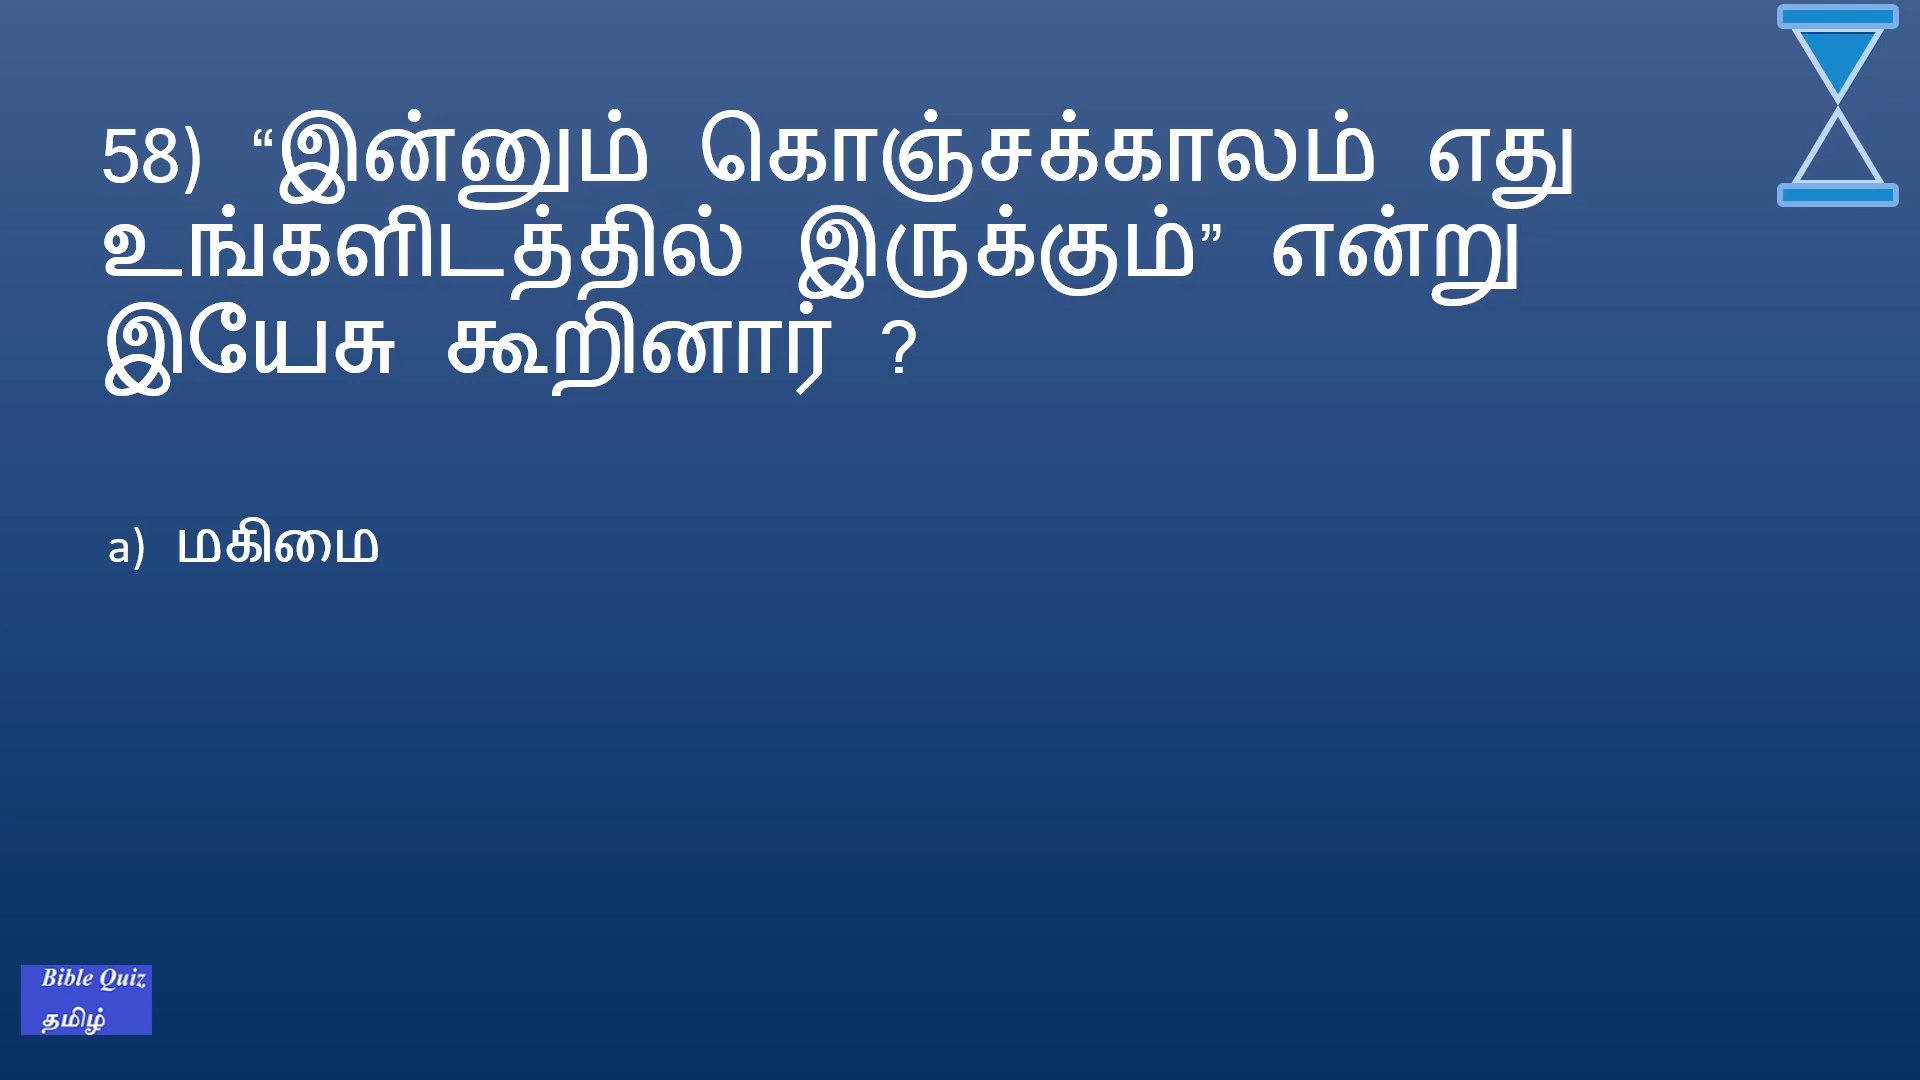 58) “இன்னும் கொஞ்சக்காலம் எது
உங்களிடத்தில் இருக்கும்” என்று
இயேசு கூறினார் ?
a) மகிமை
Bible Quiz
தமிழ்